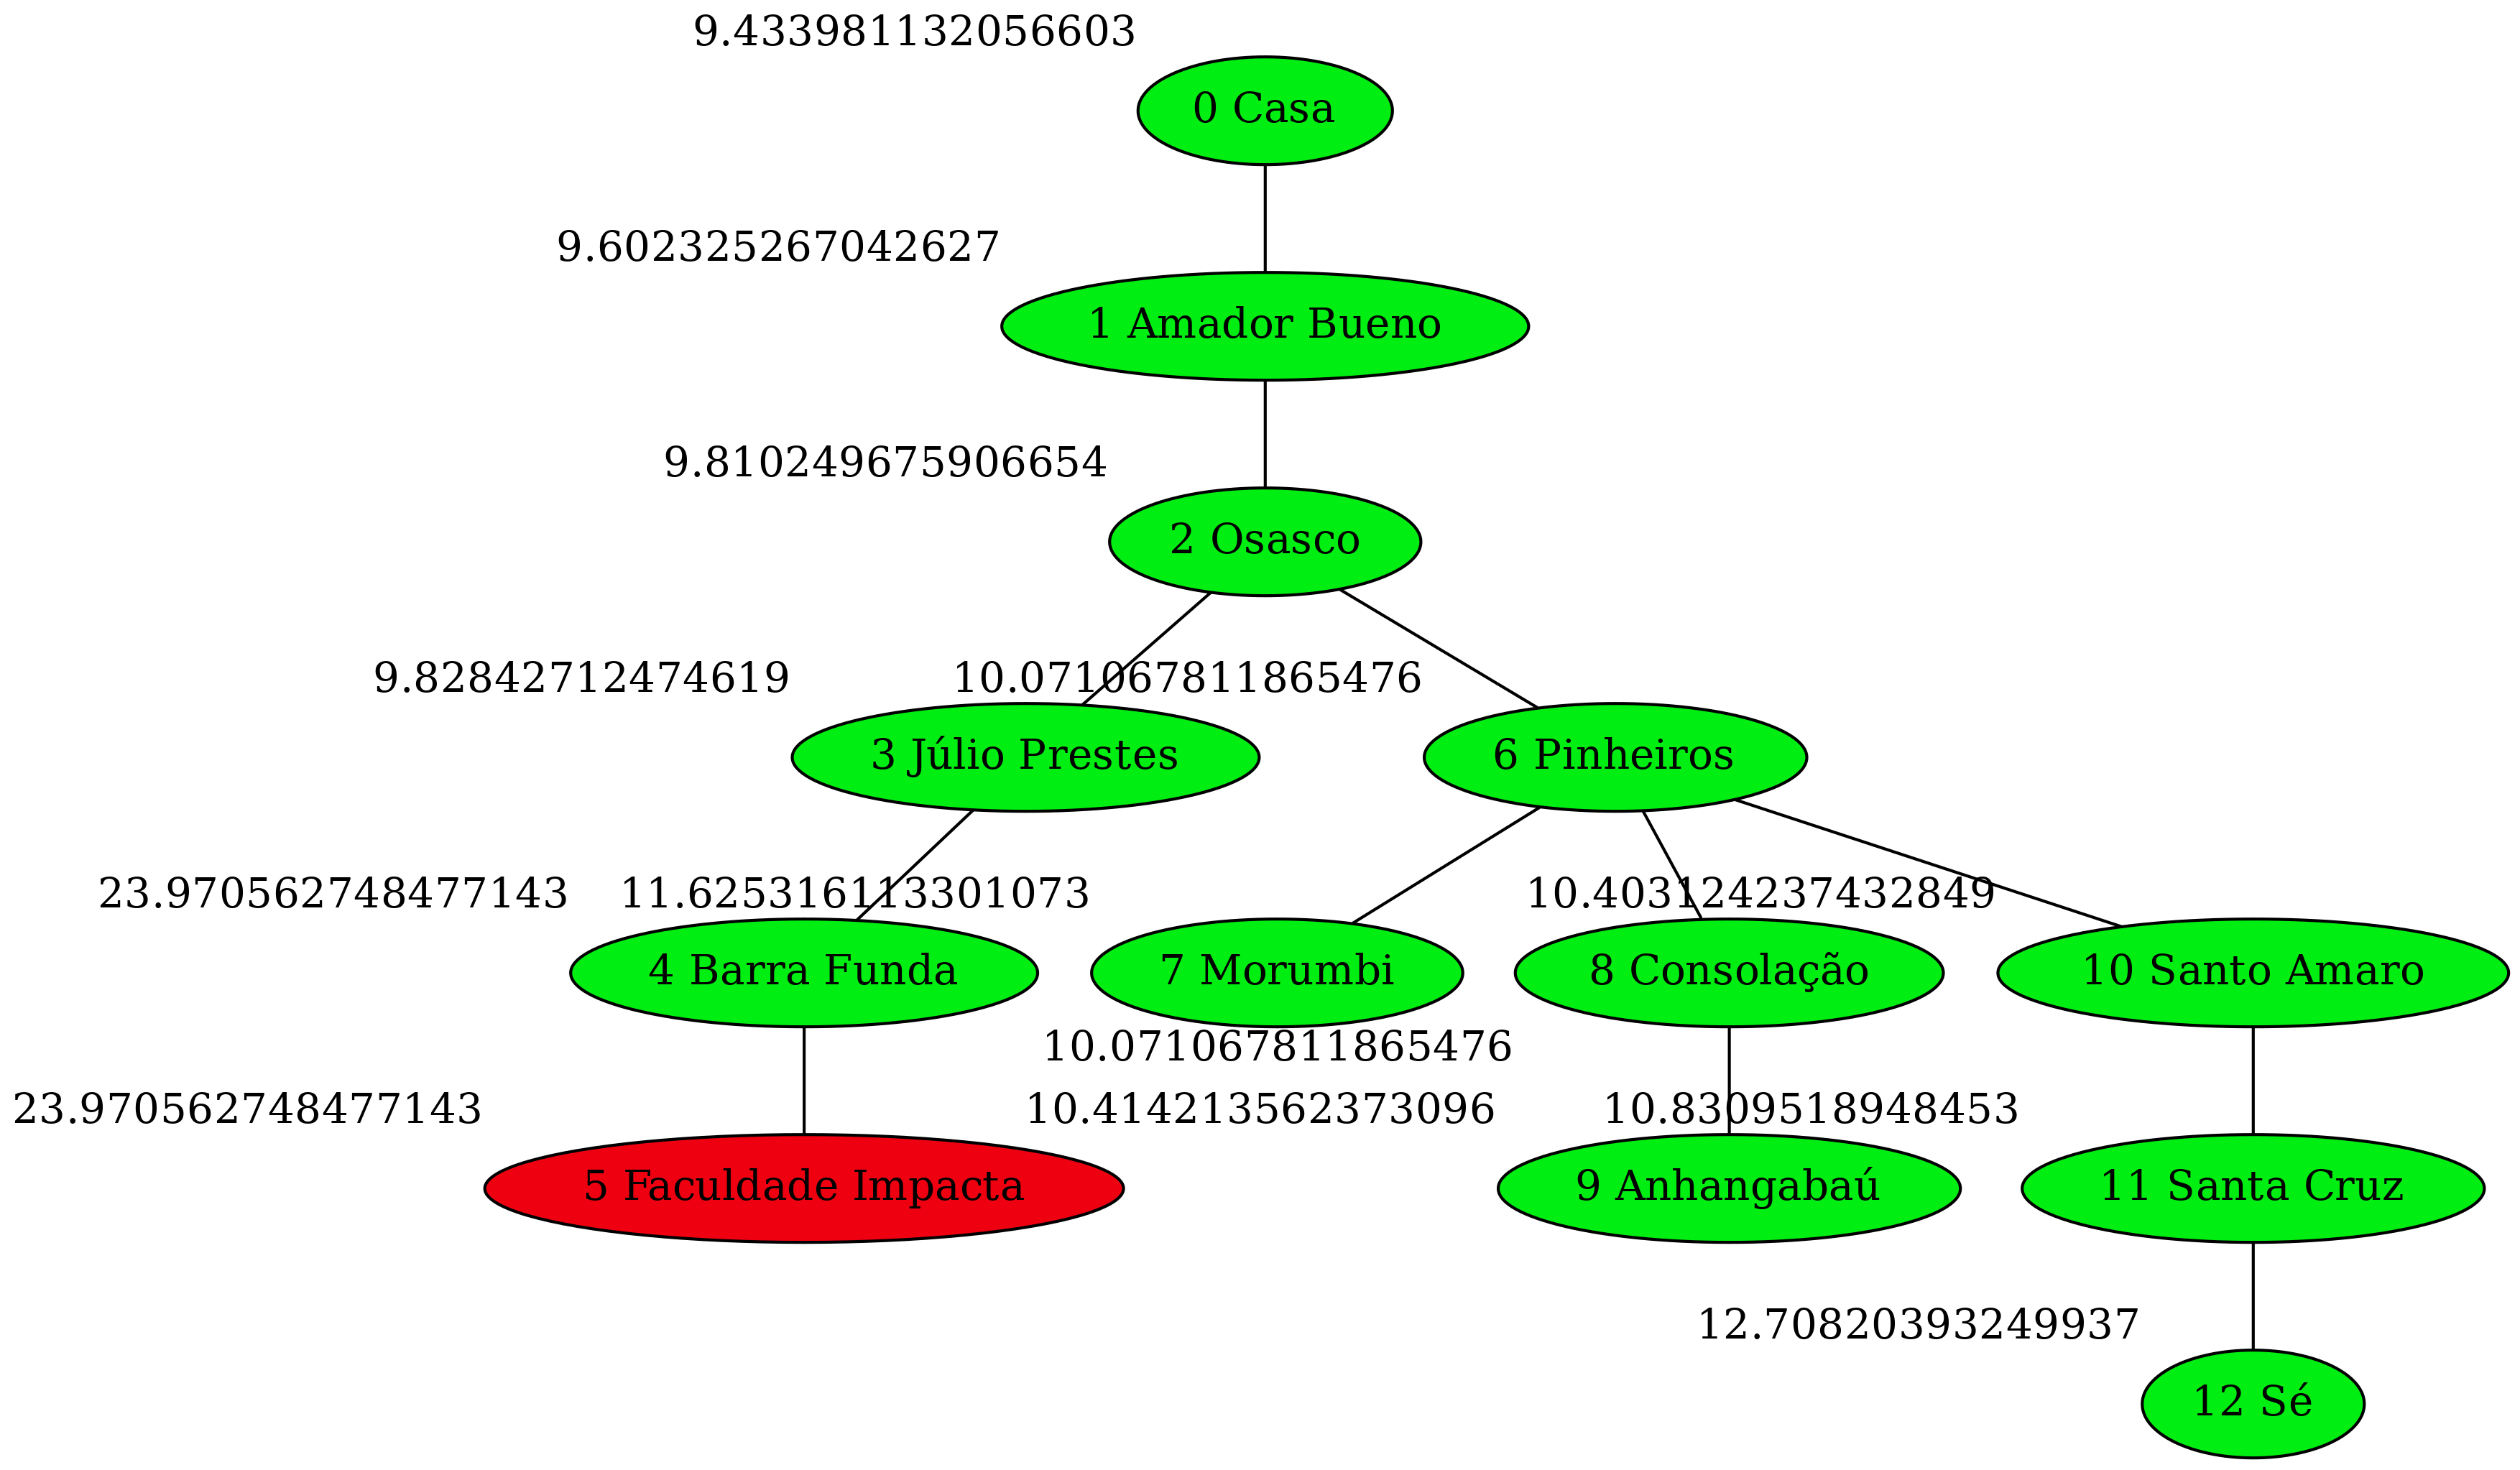 9.433981132056603
0 Casa
9.602325267042627
1 Amador Bueno
9.810249675906654
2 Osasco
9.82842712474619
10.071067811865476
3 Júlio Prestes
6 Pinheiros
23.970562748477143
11.625316113301073
10.403124237432849
4 Barra Funda
7 Morumbi
8 Consolação
10 Santo Amaro
10.071067811865476
23.970562748477143
10.414213562373096
10.8309518948453
5 Faculdade Impacta
9 Anhangabaú
11 Santa Cruz
12.70820393249937
12 Sé